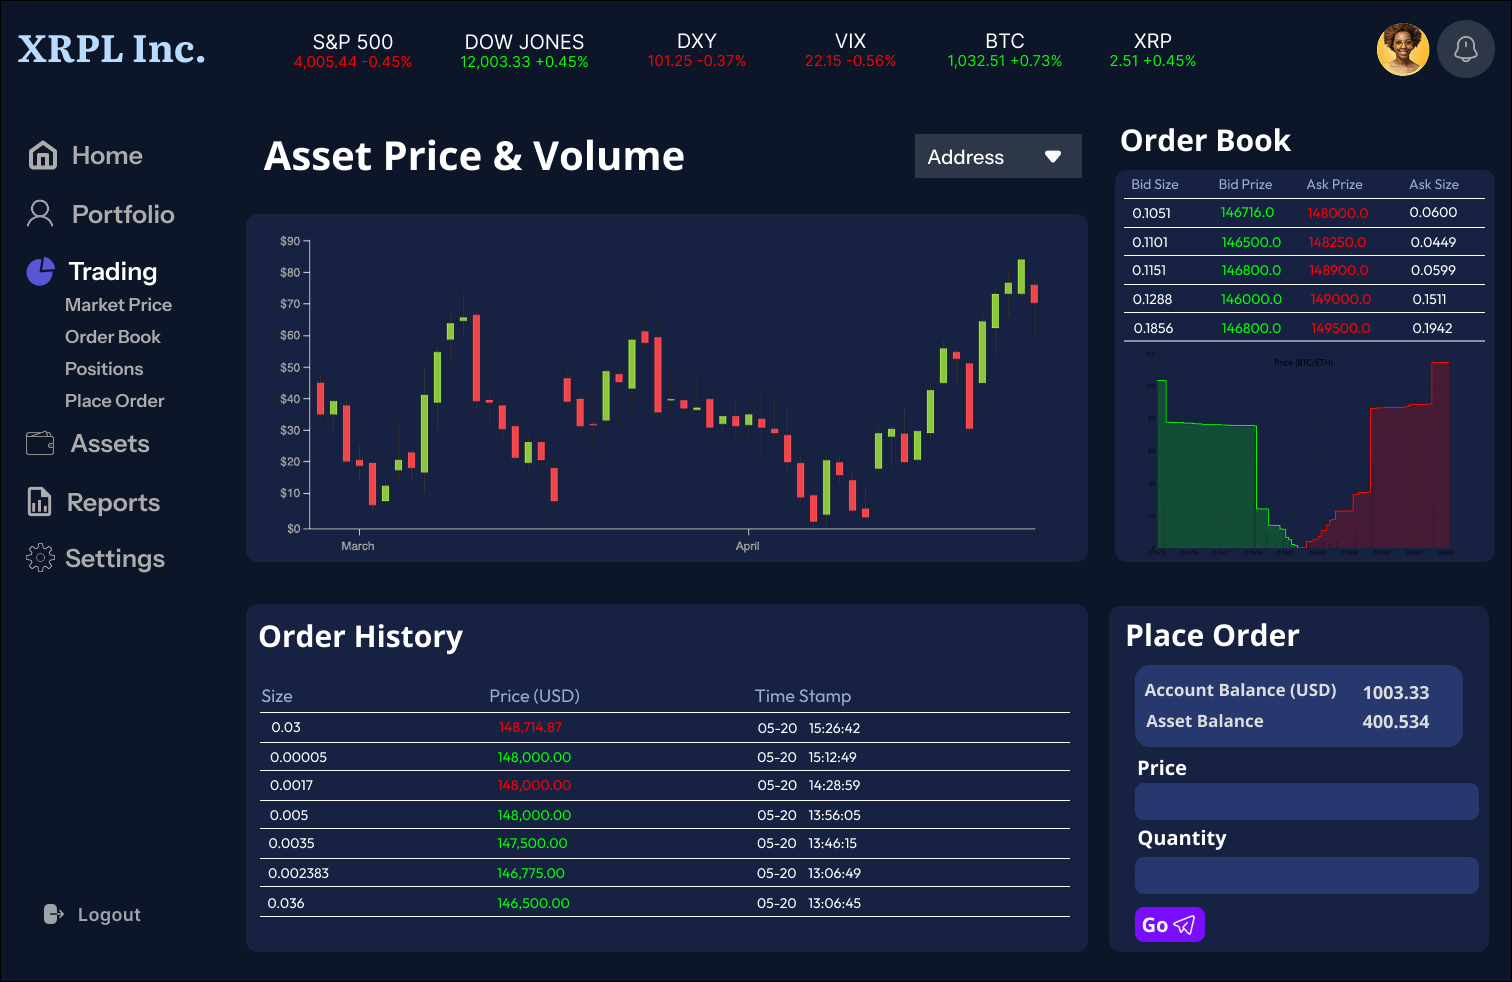 XRPL Inc.
S&P 500
4,005.44 -0.45%
DOW JONES
12,003.33 +0.45%
DXY
101.25 -0.37%
VIX
22.15 -0.56%
BTC
1,032.51 +0.73%
XRP
2.51 +0.45%
Home
Portfolio
Trading
Market Price
Order Book
Positions
Place Order
Assets
Reports
Settings
Logout
Asset Price & Volume
Address
$90
$80
$70
$60
$50
$40
$30
$20
$10
$0
March April
Order Book
Bid Size Bid Prize Ask Prize Ask Size
0.1051 146716.0 148000.0 0.0600
0.1101 146500.0 148250.0 0.0449
0.1151 146800.0 148900.0 0.0599
0.1288 146000.0 149000.0 0.1511
0.1856 146800.0 149500.0 0.1942
Price (BTC/ETH)
Order History
Size Price (USD) Time Stamp
0.03 148,714.87 05-20 15:26:42
0.00005 148,000.00 05-20 15:12:49
0.0017 148,000.00 05-20 14:28:59
0.005 148,000.00 05-20 13:56:05
0.0035 147,500.00 05-20 13:46:15
0.002383 146,775.00 05-20 13:06:49
0.036 146,500.00 05-20 13:06:45
Place Order
Account Balance (USD) 1003.33
Asset Balance 400.534
Price
Quantity
Go